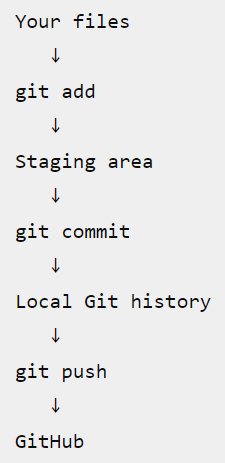 Your files
↓
git add
↓
Staging area
↓
git commit
↓
Local Git history
↓
git push
↓
GitHub